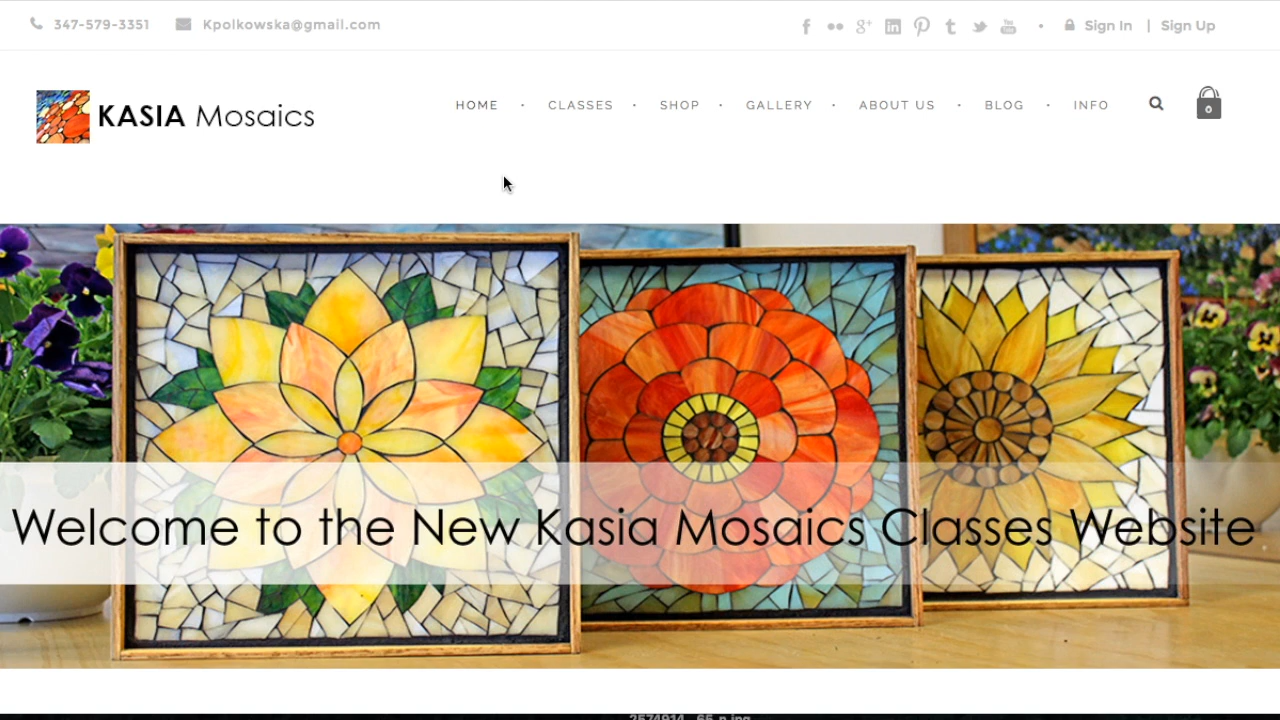 347-579-3351 Kpolkowska@gmail.com Sign In | Sign Up
KASIA Mosaics
HOME · CLASSES · SHOP · GALLERY · ABOUT US · BLOG · INFO
0
Welcome to the New Kasia Mosaics Classes Website